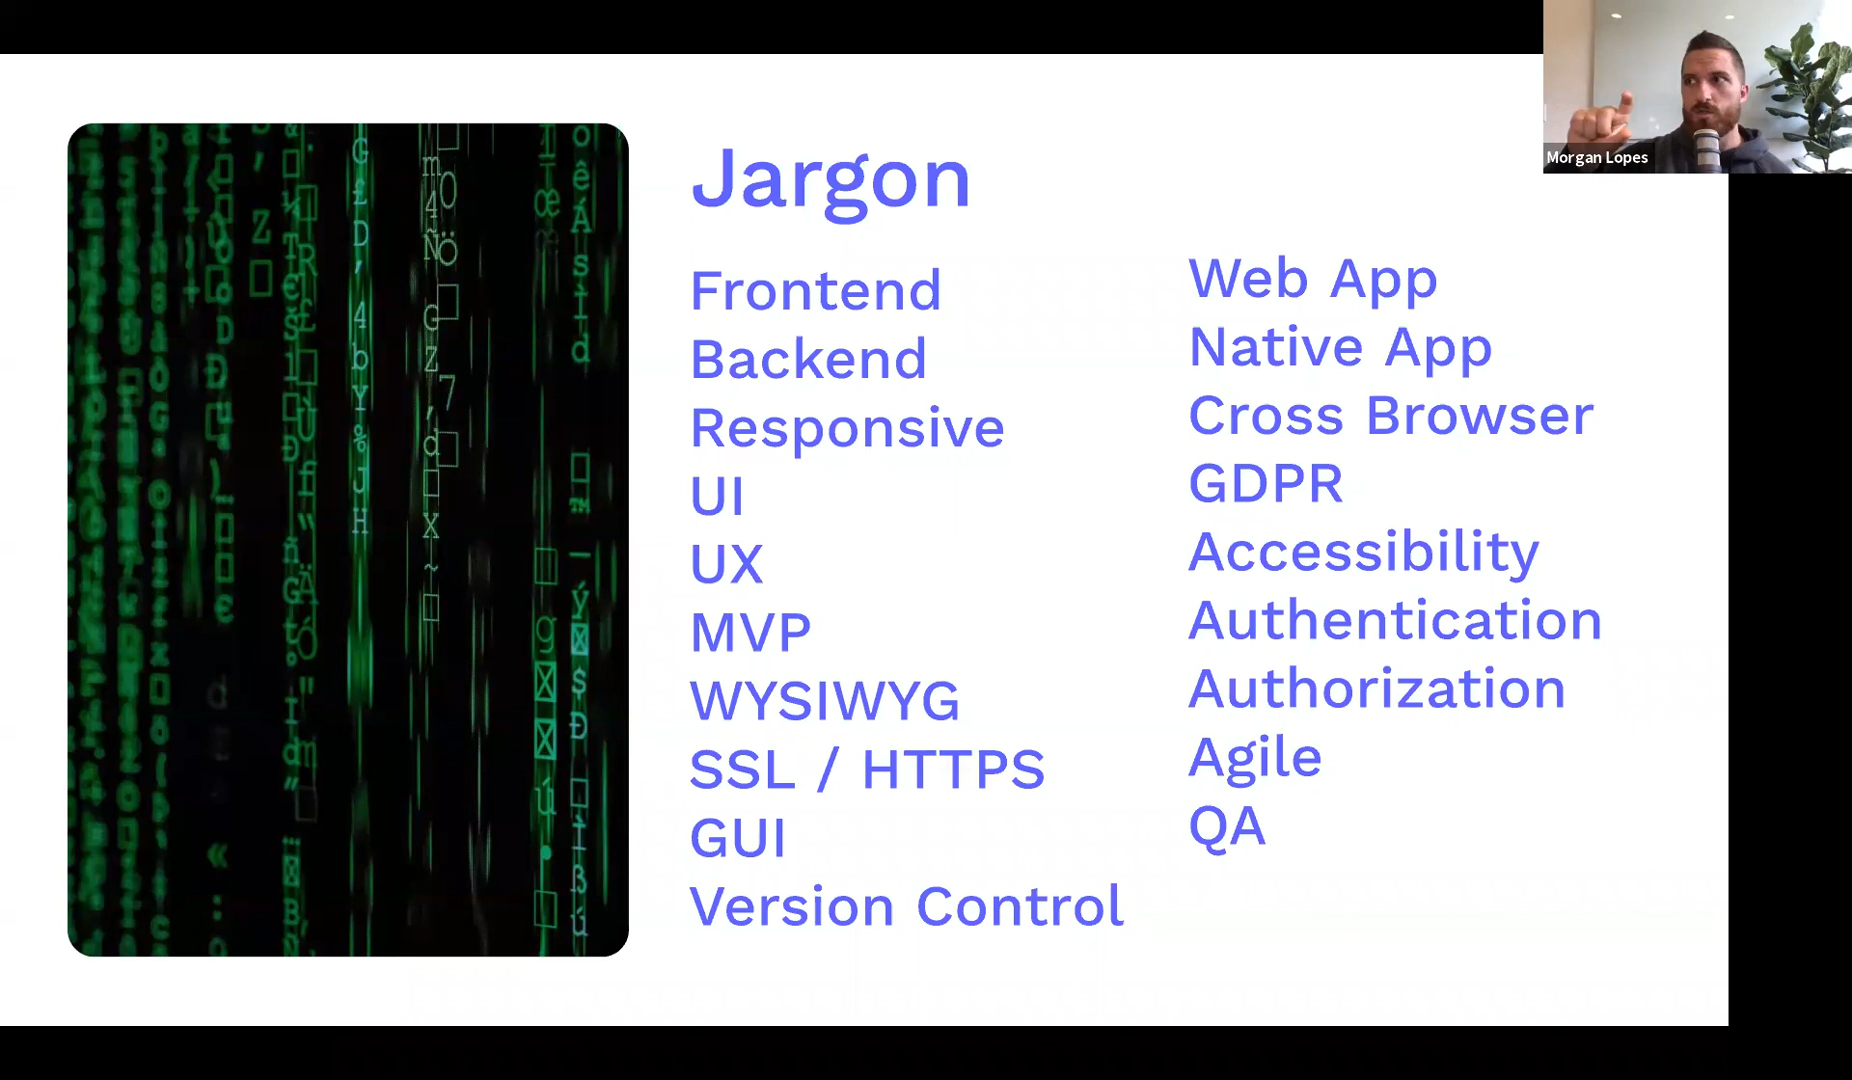 Morgan Lopes
Jargon
Frontend
Backend
Responsive
UI
UX
MVP
WYSIWYG
SSL / HTTPS
GUI
Version Control
Web App
Native App
Cross Browser
GDPR
Accessibility
Authentication
Authorization
Agile
QA